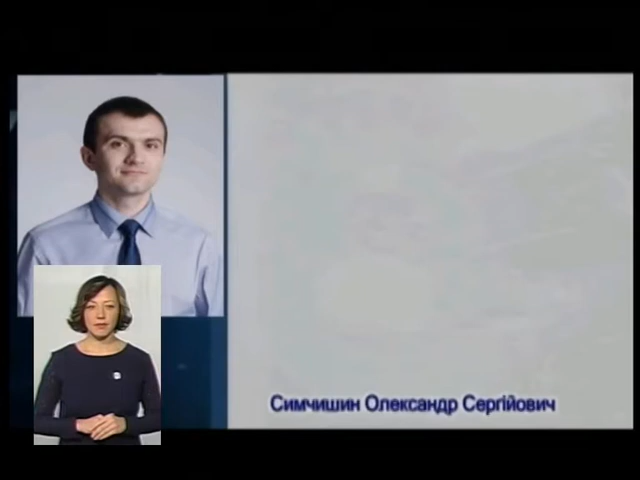 Симчишин Олександр Сергійович